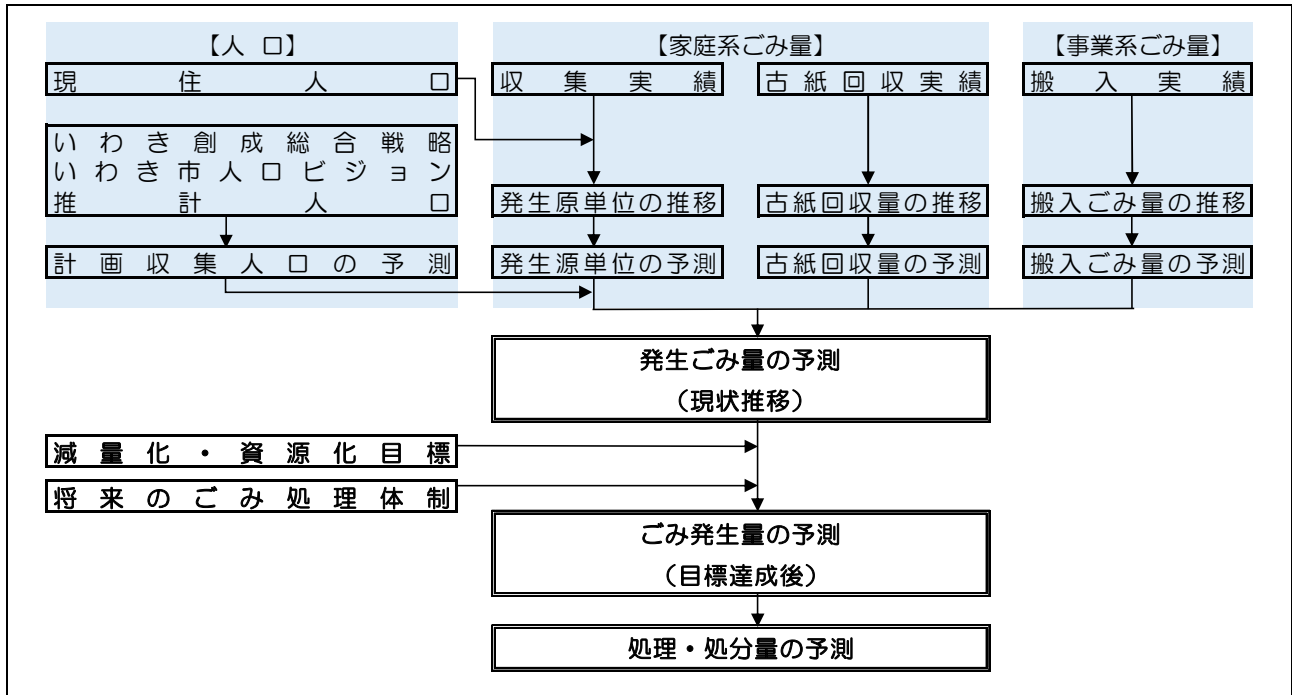 【人 口】
現住人口
いわき創成総合戦略
いわき市人口ビジョン
推計人口
計画収集人口の予測
【家庭系ごみ量】
収集実績
発生原単位の推移
発生源単位の予測
古紙回収実績
古紙回収量の推移
古紙回収量の予測
【事業系ごみ量】
搬入実績
搬入ごみ量の推移
搬入ごみ量の予測
発生ごみ量の予測
（現状推移）
減量化・資源化目標
将来のごみ処理体制
ごみ発生量の予測
（目標達成後）
処理・処分量の予測